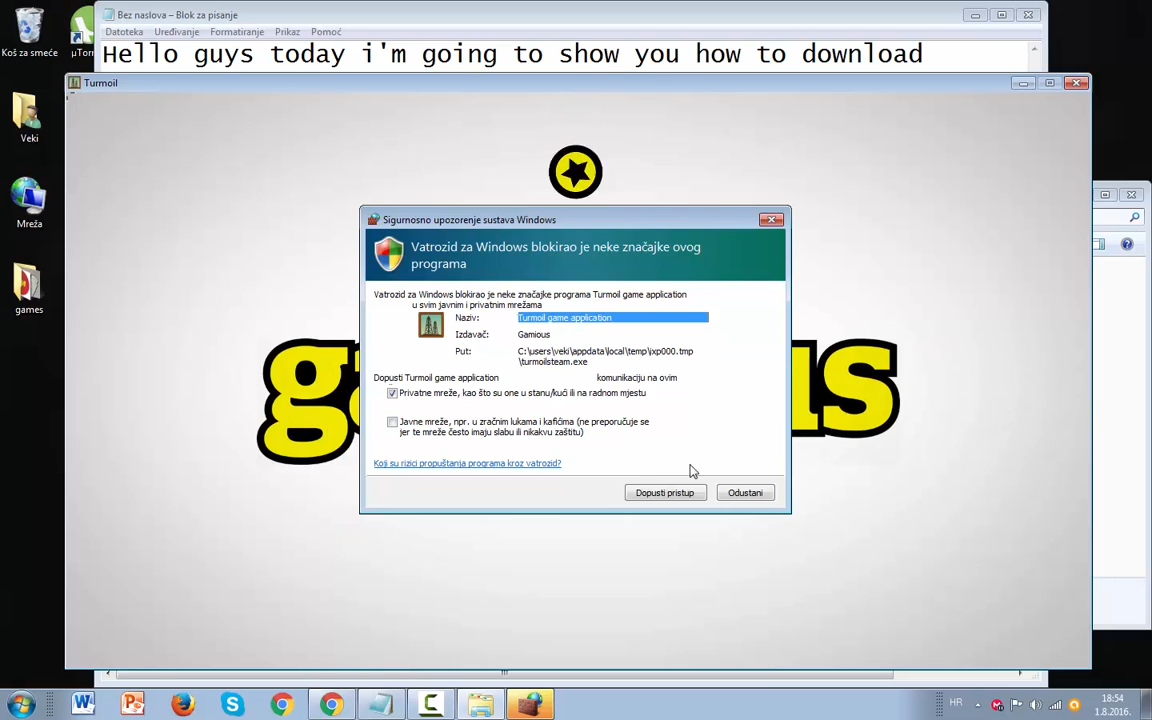 Bez naslova – Blok za pisanje
Datoteka Uređivanje Formatiranje Prikaz Pomoć
Hello guys today i'm going to show you how to download
Koš za smeće
µTorr
Veki
Mreža
games
Turmoil
Sigurnosno upozorenje sustava Windows
Vatrozid za Windows blokirao je neke značajke ovog
programa
Vatrozid za Windows blokirao je neke značajke programa Turmoil game application
u svim javnim i privatnim mrežama
Naziv: Turmoil game application
Izdavač: Gamious
Put: C:\users\veki\appdata\local\temp\ixp000.tmp
\turmoilsteam.exe
Dopusti Turmoil game application komunikaciju na ovim
Privatne mreže, kao što su one u stanu/kući ili na radnom mjestu
Javne mreže, npr. u zračnim lukama i kafićima (ne preporučuje se
jer te mreže često imaju slabu ili nikakvu zaštitu)
Koji su rizici propuštanja programa kroz vatrozid?
Dopusti pristup Odustani
HR
18:54
1.8.2016.